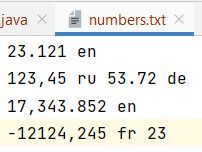 java numbers.txt
23.121 en
123,45 ru 53.72 de
17,343.852 en
-12124,245 fr 23